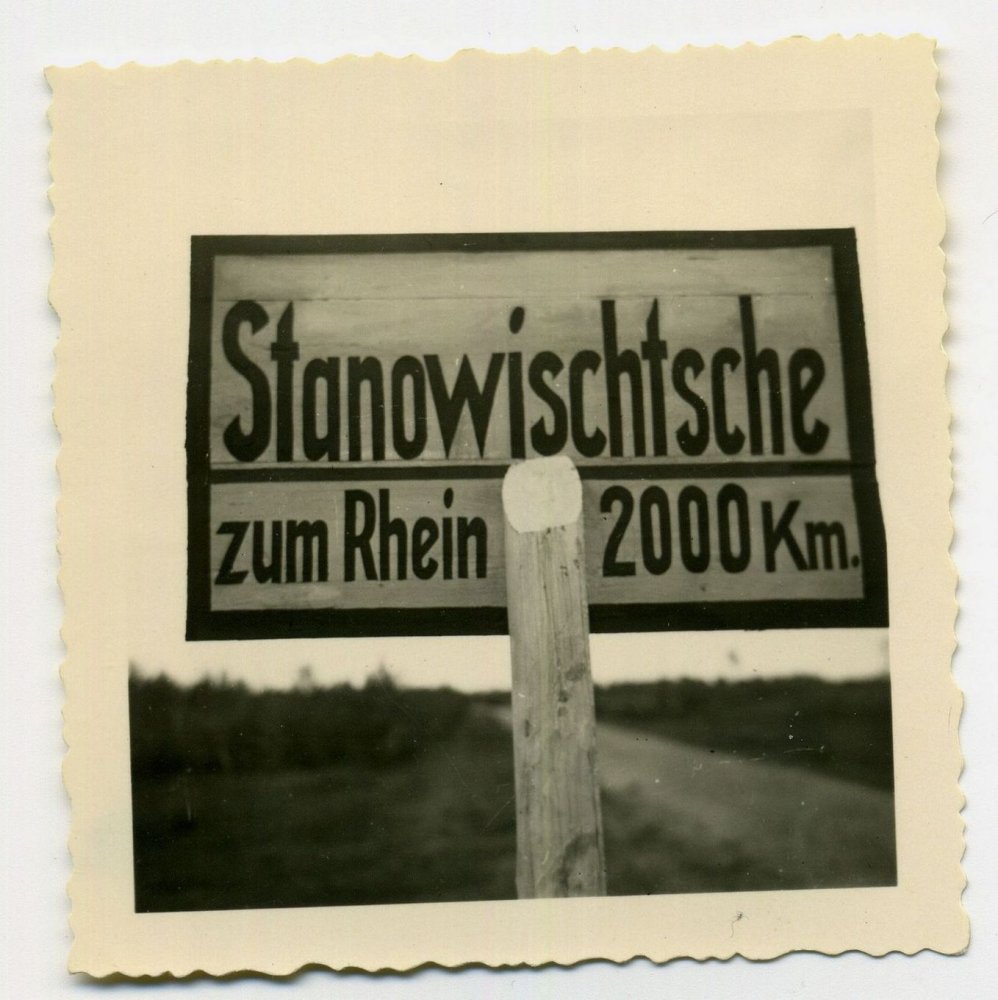 Stanowischtsche
zum Rhein 2000 Km.